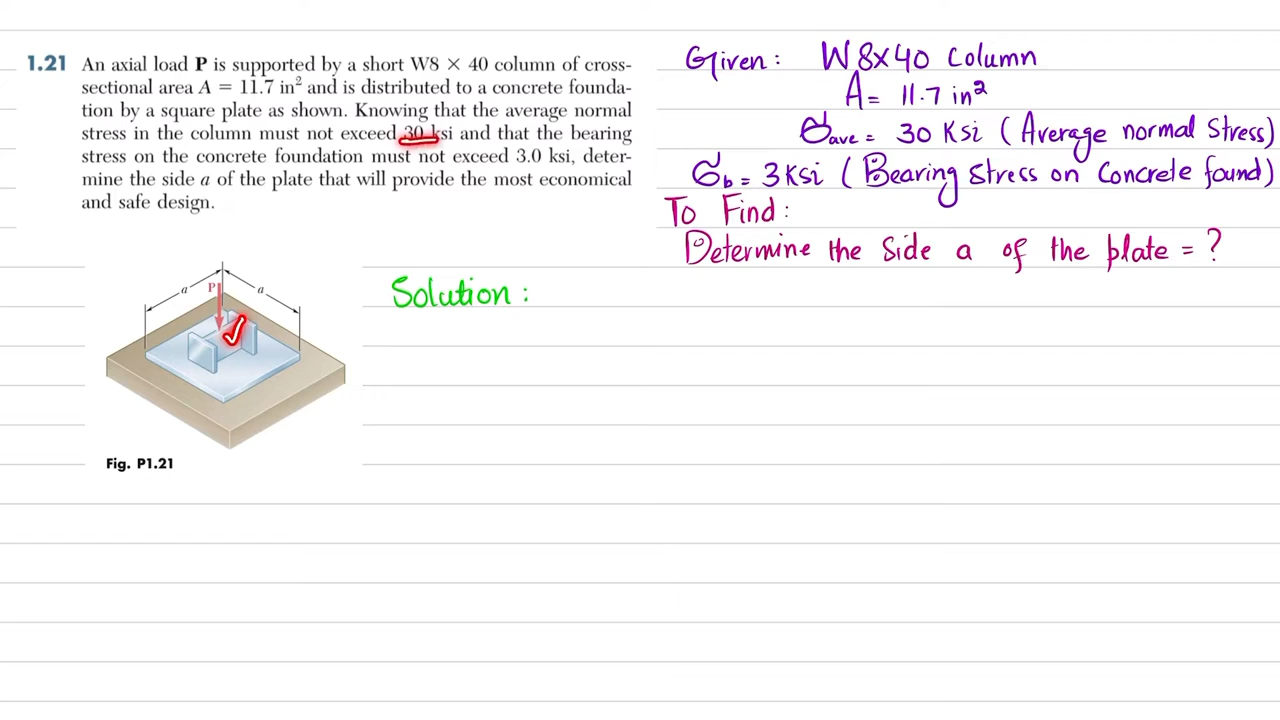 1.21 An axial load P is supported by a short W8 × 40 column of cross-
sectional area A = 11.7 in² and is distributed to a concrete founda-
tion by a square plate as shown. Knowing that the average normal
stress in the column must not exceed 30 ksi and that the bearing
stress on the concrete foundation must not exceed 3.0 ksi, deter-
mine the side a of the plate that will provide the most economical
and safe design.
Given: W 8x40 Column
A = 11.7 in²
σave = 30 Ksi (Average normal Stress)
σb = 3 Ksi (Bearing Stress on Concrete found)
To Find:
Determine the Side a of the plate = ?
Solution:
a P a
Fig. P1.21